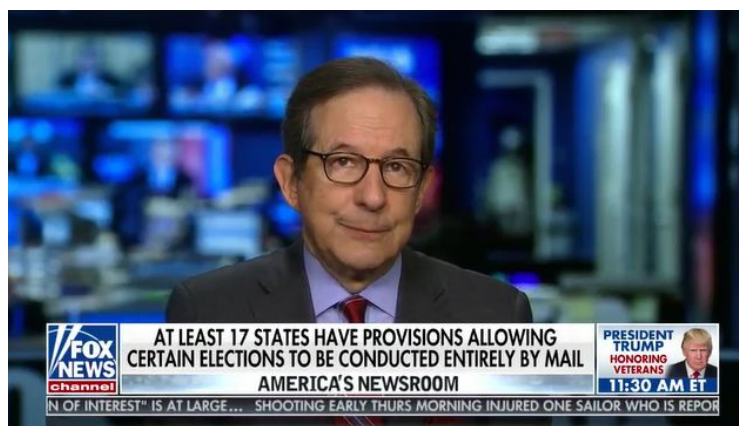 AT LEAST 17 STATES HAVE PROVISIONS ALLOWING
CERTAIN ELECTIONS TO BE CONDUCTED ENTIRELY BY MAIL
AMERICA'S NEWSROOM
FOX
NEWS
channel
PRESIDENT
TRUMP
HONORING
VETERANS
11:30 AM ET
N OF INTEREST" IS AT LARGE... SHOOTING EARLY THURS MORNING INJURED ONE SAILOR WHO IS REPOR